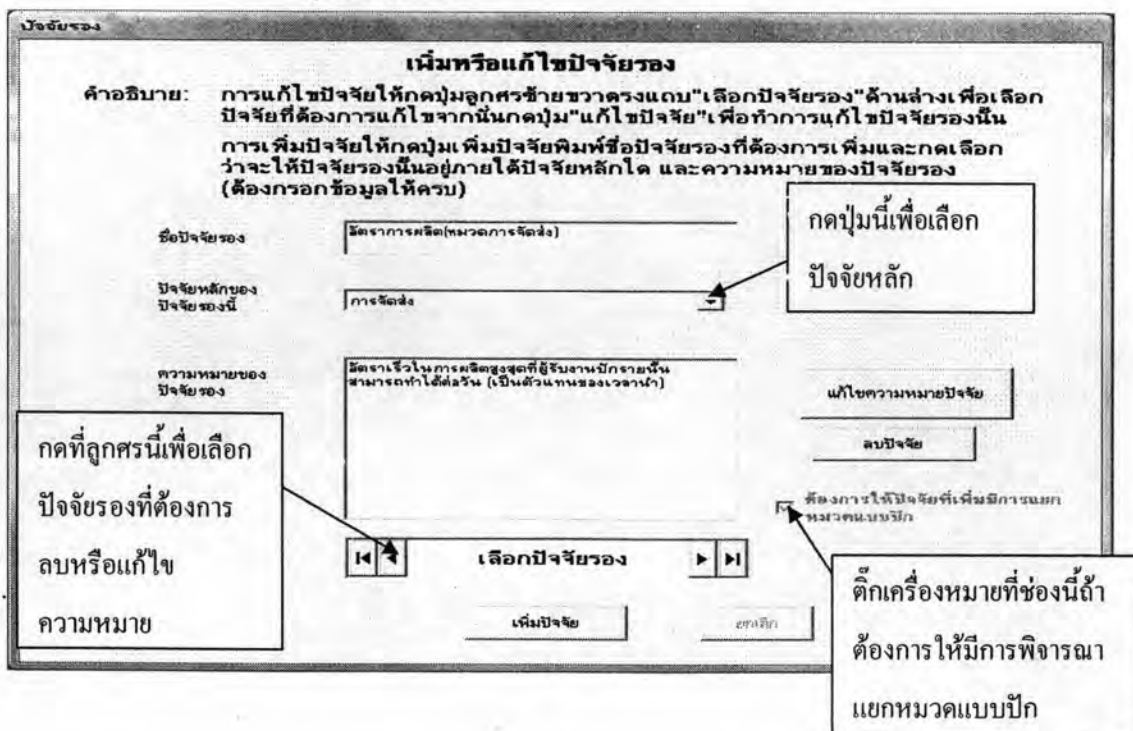 ปัจจัยรอง
เพิ่มหรือแก้ไขปัจจัยรอง
คำอธิบาย: การแก้ไขปัจจัยให้กดปุ่มลูกศรซ้ายขวาตรงแถบ"เลือกปัจจัยรอง"ด้านล่างเพื่อเลือก
ปัจจัยที่ต้องการแก้ไขจากนั้นกดปุ่ม"แก้ไขปัจจัย"เพื่อทำการแก้ไขปัจจัยรองนั้น
การเพิ่มปัจจัยให้กดปุ่มเพิ่มปัจจัยพิมพ์ชื่อปัจจัยรองที่ต้องการเพิ่มและกดเลือก
ว่าจะให้ปัจจัยรองนั้นอยู่ภายใต้ปัจจัยหลักใด และความหมายของปัจจัยรอง
(ต้องกรอกข้อมูลให้ครบ)
กดปุ่มนี้เพื่อเลือก
ปัจจัยหลัก
ชื่อปัจจัยรอง
อัตราการผลิต(หมวดการจัดส่ง)
ปัจจัยหลักของ
ปัจจัยรองนี้
การจัดส่ง
ความหมายของ
ปัจจัยรอง
อัตราเร็วในการผลิตสูงสุดที่ผู้รับงานปักรายนั้น
สามารถทำได้ต่อวัน (เป็นตัวแทนของเวลานำ)
แก้ไขความหมายปัจจัย
ลบปัจจัย
ต้องการให้ปัจจัยที่เพิ่มมีการแยก
หมวดแบบปัก
กดที่ลูกศรนี้เพื่อเลือก
ปัจจัยรองที่ต้องการ
ลบหรือแก้ไข
ความหมาย
เลือกปัจจัยรอง
เพิ่มปัจจัย
ยกเลิก
ติ๊กเครื่องหมายที่ช่องนี้ถ้า
ต้องการให้มีการพิจารณา
แยกหมวดแบบปัก